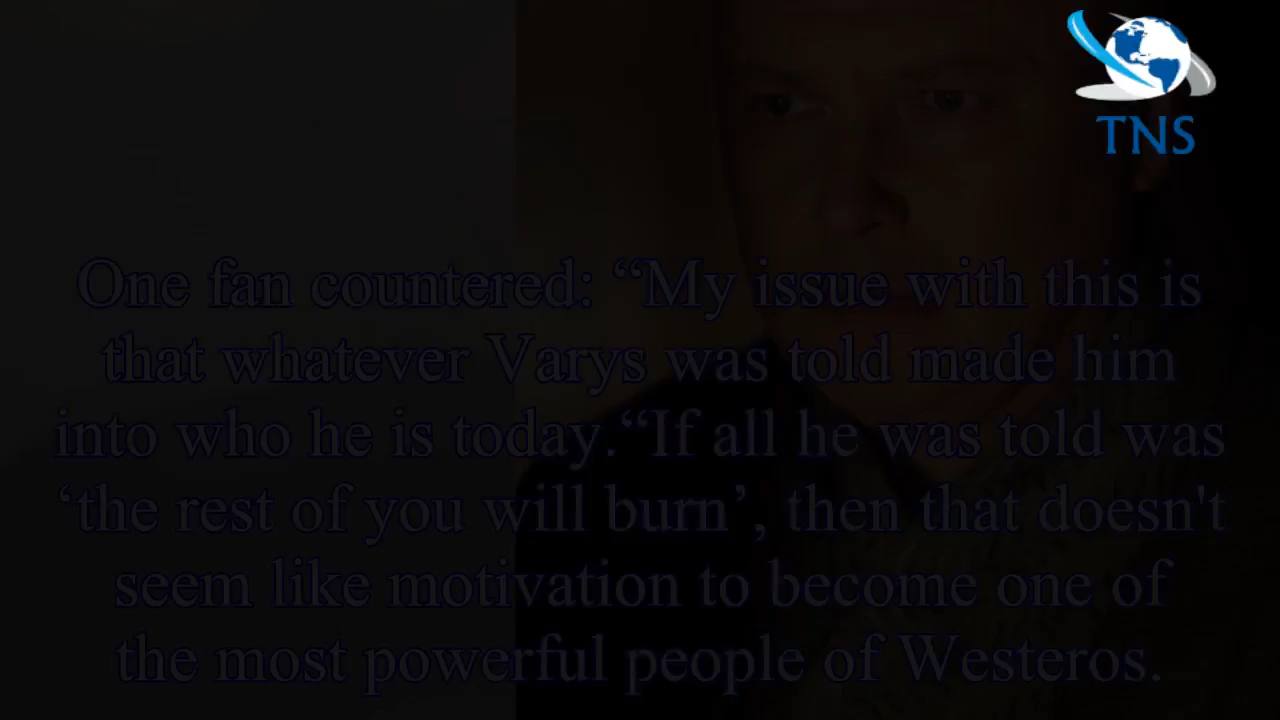 TNS
One fan countered: “My issue with this is
that whatever Varys was told made him
into who he is today.“If all he was told was
‘the rest of you will burn’, then that doesn't
seem like motivation to become one of
the most powerful people of Westeros.